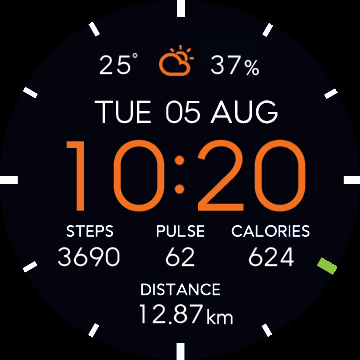 25° 37%
TUE 05 AUG
10:20
STEPS PULSE CALORIES
3690 62 624
DISTANCE
12.87km